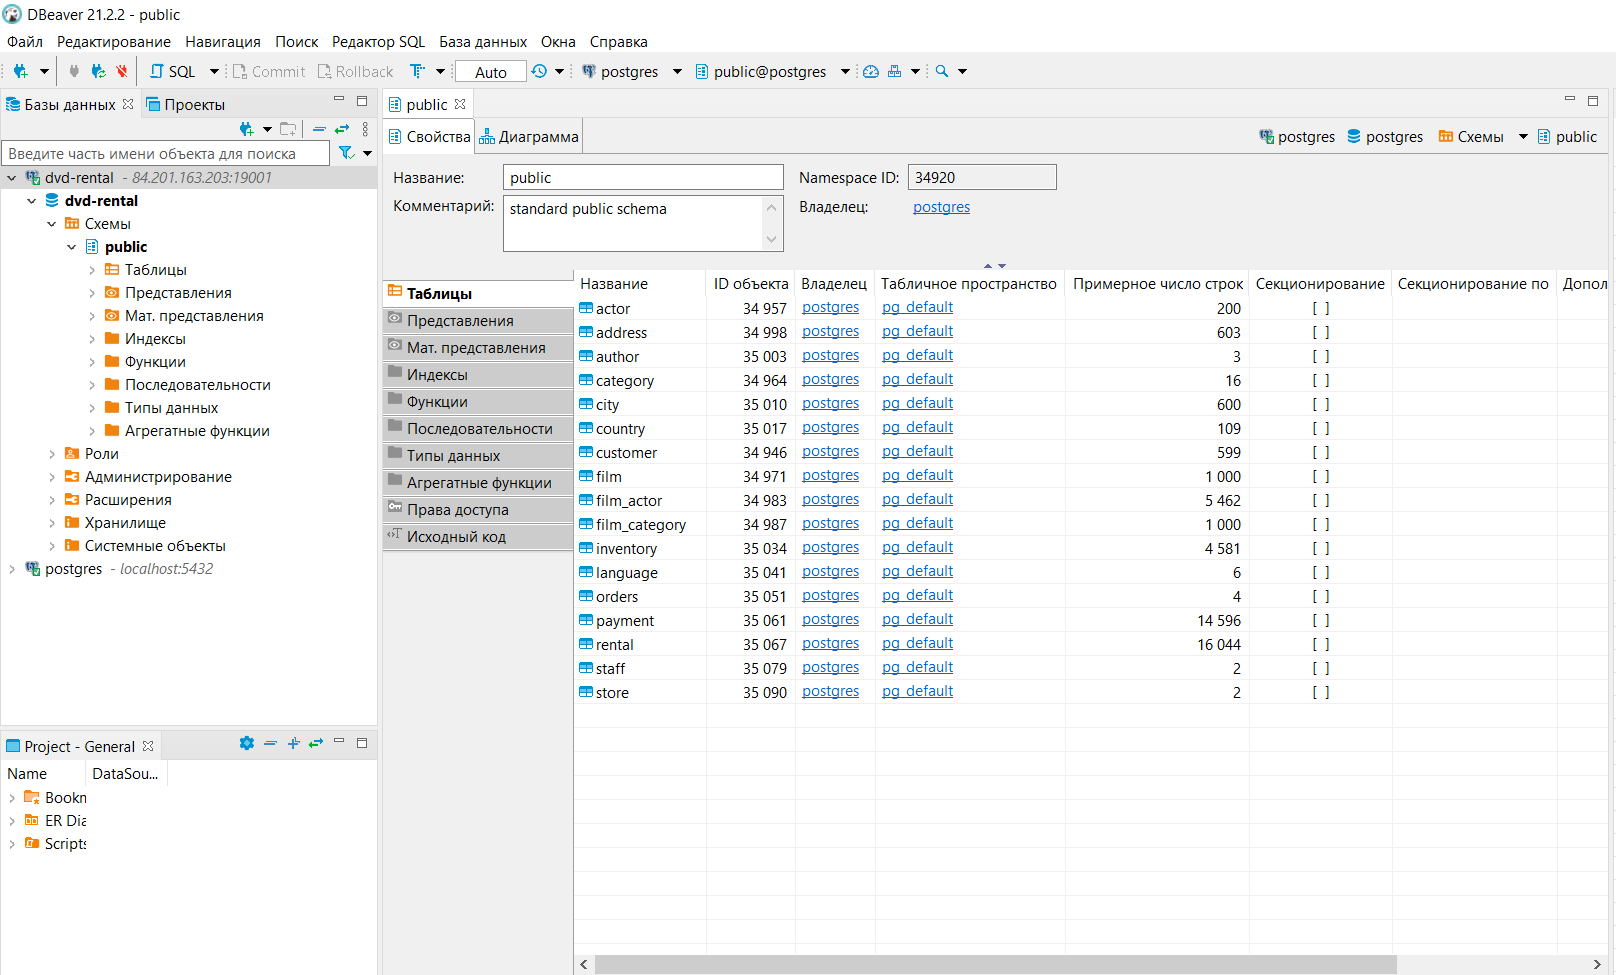 DBeaver 21.2.2 - public
Файл Редактирование Навигация Поиск Редактор SQL База данных Окна Справка
SQL Commit Rollback Auto postgres public@postgres
Базы данных Проекты
Введите часть имени объекта для поиска
dvd-rental - 84.201.163.203:19001
dvd-rental
Схемы
public
Таблицы
Представления
Мат. представления
Индексы
Функции
Последовательности
Типы данных
Агрегатные функции
Роли
Администрирование
Расширения
Хранилище
Системные объекты
postgres - localhost:5432
Project - General
Name DataSou...
Bookn
ER Dia
Scripts
public
Свойства Диаграмма
postgres postgres Схемы public
Название: public
Namespace ID: 34920
Комментарий: standard public schema
Владелец: postgres
Таблицы
Представления
Мат. представления
Индексы
Функции
Последовательности
Типы данных
Агрегатные функции
Права доступа
Исходный код
Название ID объекта Владелец Табличное пространство Примерное число строк Секционирование Секционирование по Допол
actor 34 957 postgres pg_default 200 [ ]
address 34 998 postgres pg_default 603 [ ]
author 35 003 postgres pg_default 3 [ ]
category 34 964 postgres pg_default 16 [ ]
city 35 010 postgres pg_default 600 [ ]
country 35 017 postgres pg_default 109 [ ]
customer 34 946 postgres pg_default 599 [ ]
film 34 971 postgres pg_default 1 000 [ ]
film_actor 34 983 postgres pg_default 5 462 [ ]
film_category 34 987 postgres pg_default 1 000 [ ]
inventory 35 034 postgres pg_default 4 581 [ ]
language 35 041 postgres pg_default 6 [ ]
orders 35 051 postgres pg_default 4 [ ]
payment 35 061 postgres pg_default 14 596 [ ]
rental 35 067 postgres pg_default 16 044 [ ]
staff 35 079 postgres pg_default 2 [ ]
store 35 090 postgres pg_default 2 [ ]